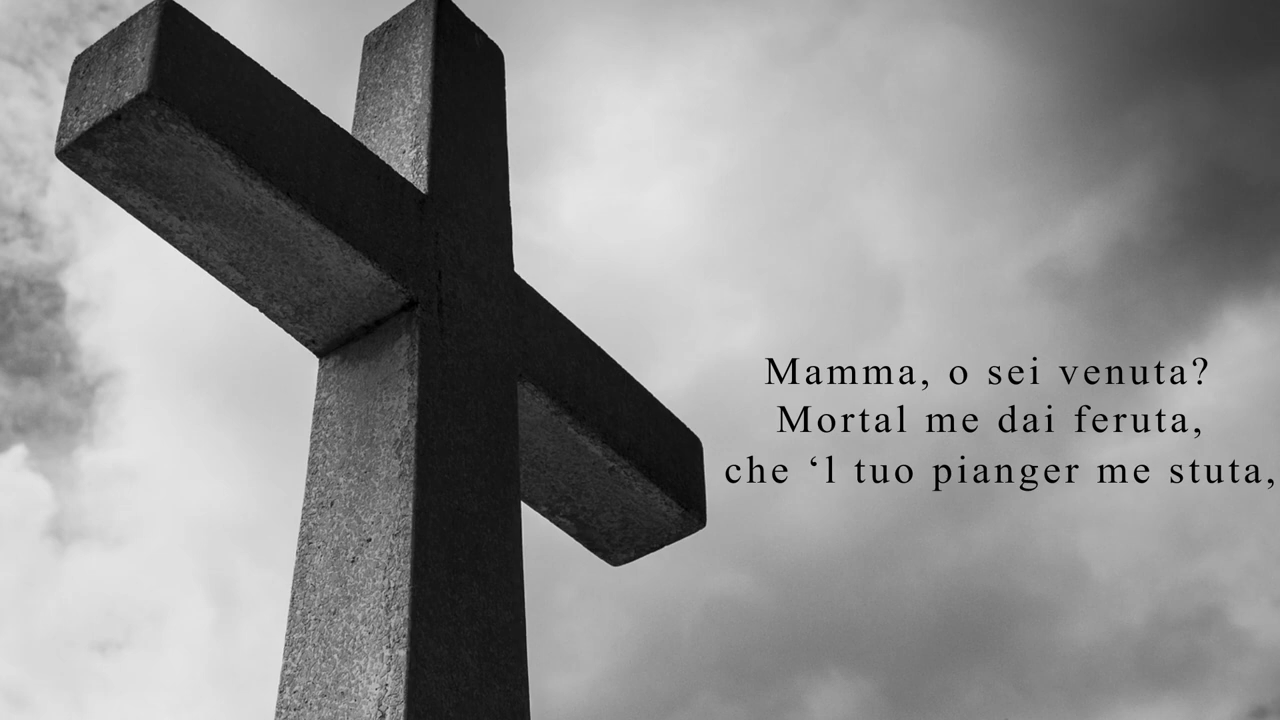 Mamma, o sei venuta?
Mortal me dai feruta,
che ‘l tuo pianger me stuta,